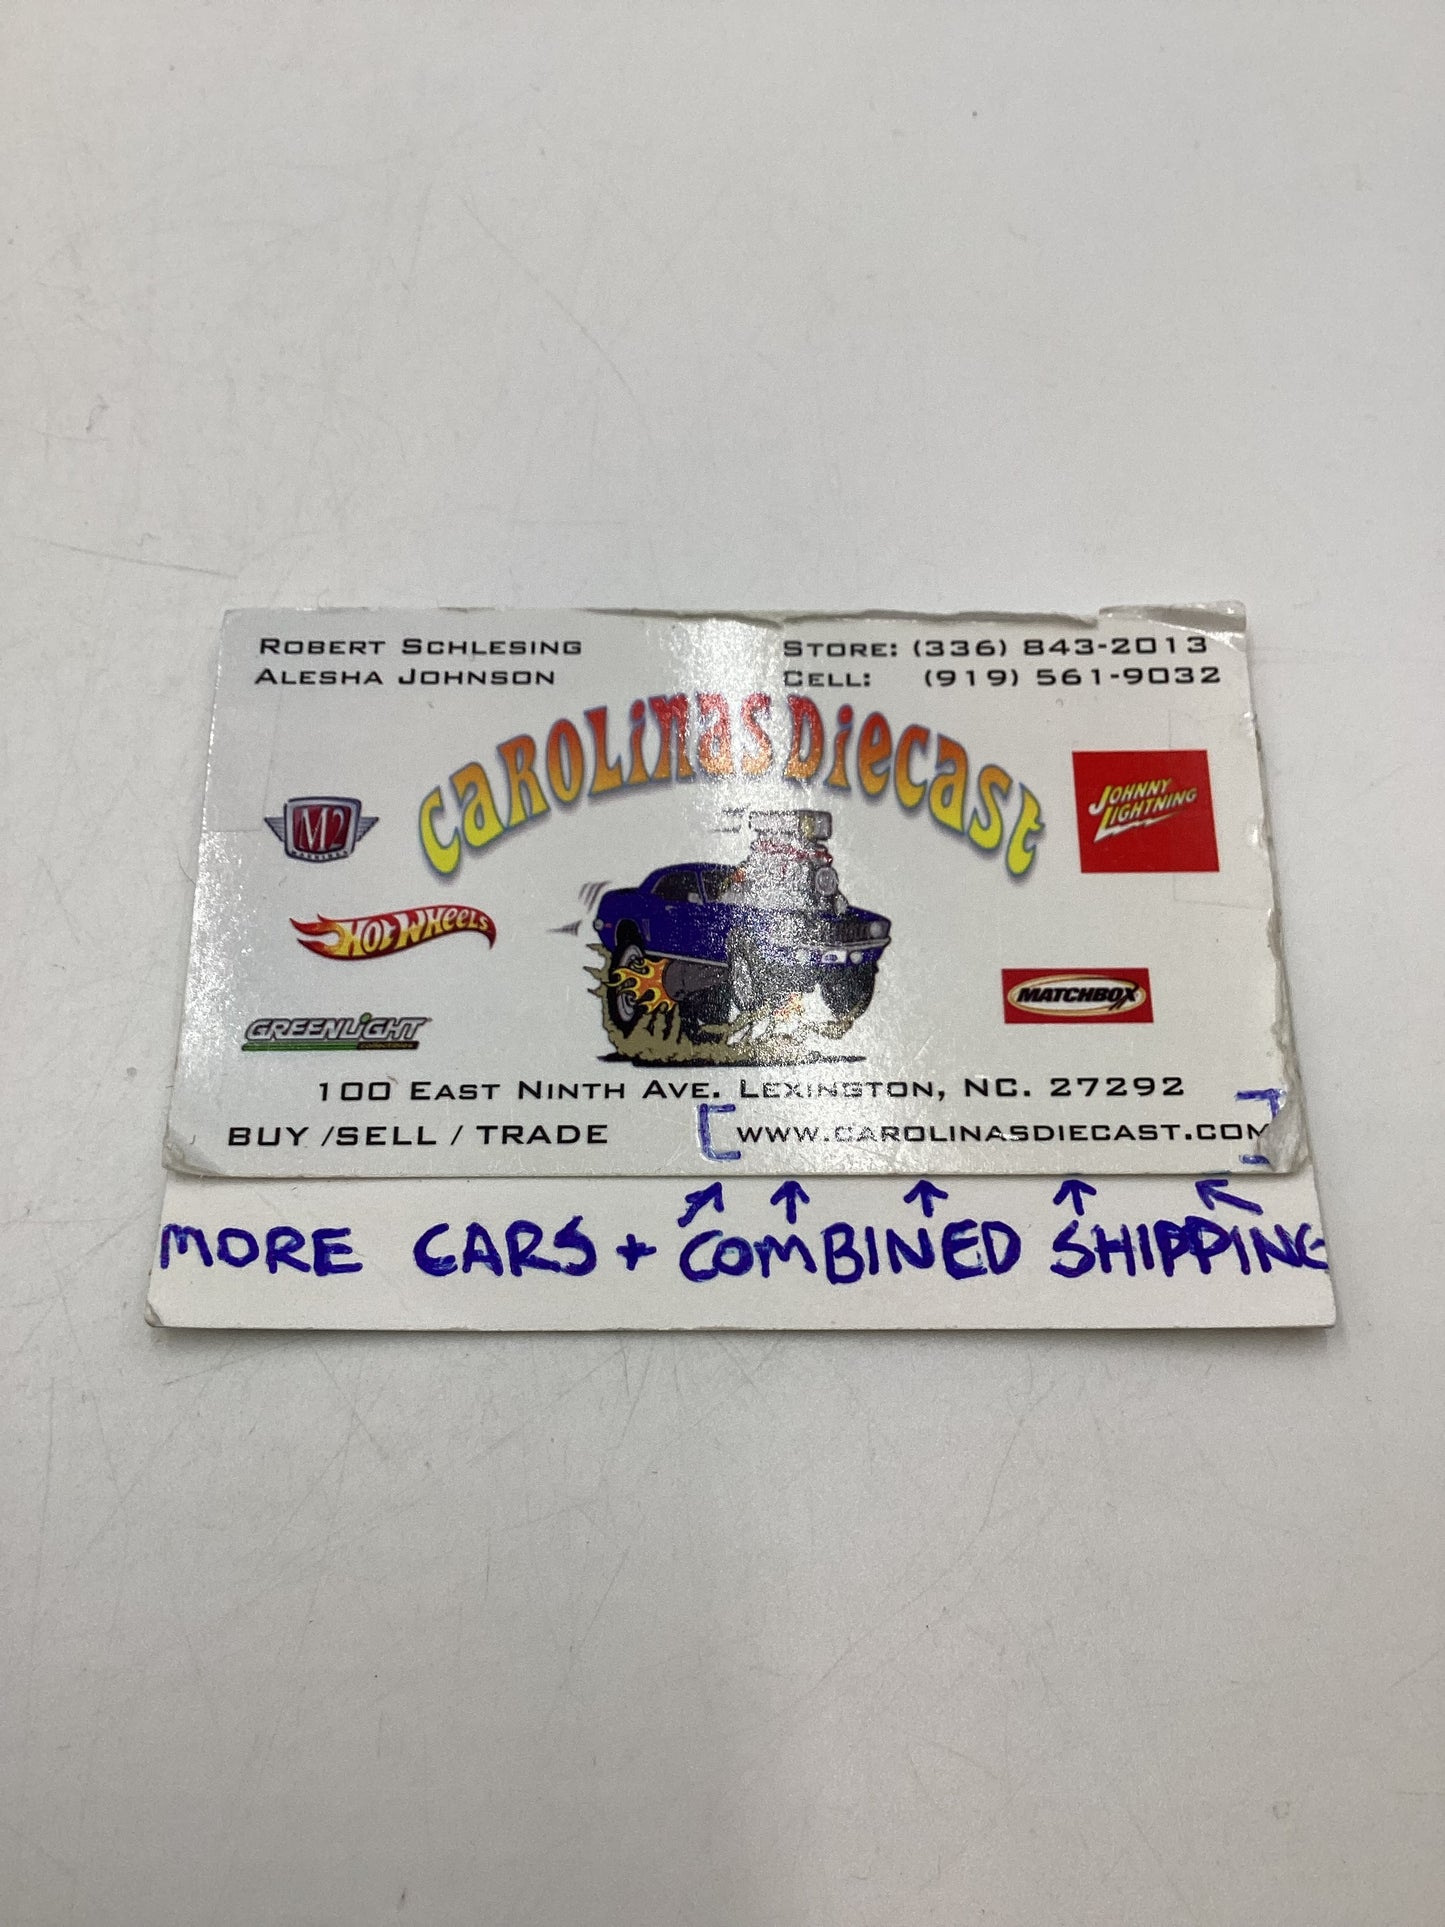 ROBERT SCHLESING
ALESHA JOHNSON
STORE: (336) 843-2013
CELL: (919) 561-9032
CAROLINAS DIECAST
M2
MACHINES
JOHNNY
LIGHTNING
HOT WHEELS
MATCHBOX
GREENLIGHT
collectibles
100 EAST NINTH AVE. LEXINGTON, NC. 27292
BUY /SELL / TRADE
[WWW.CAROLINASDIECAST.COM]
MORE CARS + COMBINED SHIPPING